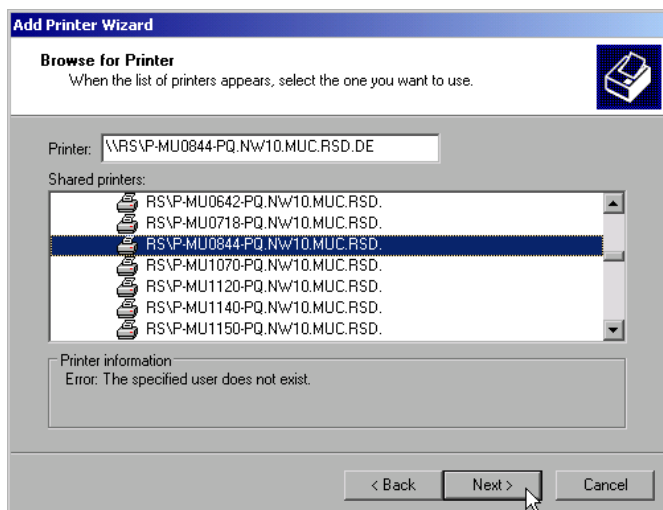 Add Printer Wizard
Browse for Printer
When the list of printers appears, select the one you want to use.
Printer: \\RS\P-MU0844-PQ.NW10.MUC.RSD.DE
Shared printers:
RS\P-MU0642-PQ.NW10.MUC.RSD.
RS\P-MU0718-PQ.NW10.MUC.RSD.
RS\P-MU0844-PQ.NW10.MUC.RSD.
RS\P-MU1070-PQ.NW10.MUC.RSD.
RS\P-MU1120-PQ.NW10.MUC.RSD.
RS\P-MU1140-PQ.NW10.MUC.RSD.
RS\P-MU1150-PQ.NW10.MUC.RSD.
Printer information
Error: The specified user does not exist.
< Back Next > Cancel